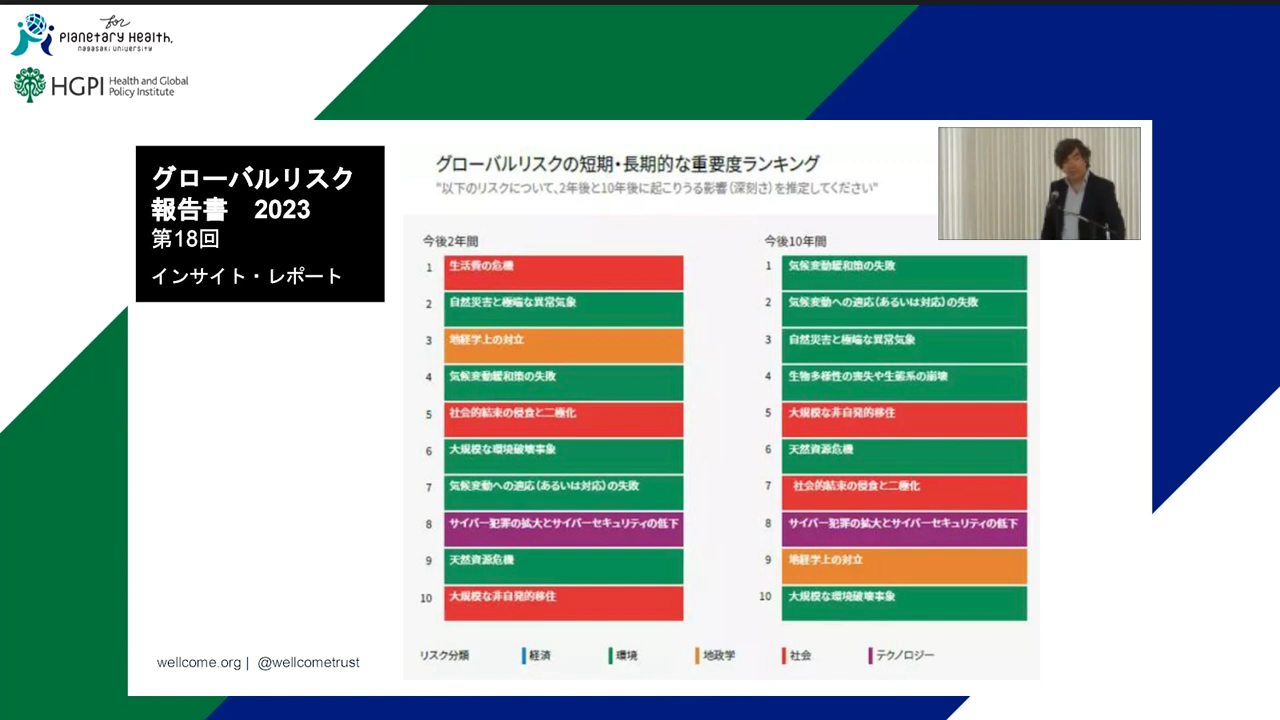 for
PLANETARY HEALTH,
NAGASAKI UNIVERSITY
HGPI Health and Global
Policy Institute
グローバルリスク
報告書 2023
第18回
インサイト・レポート
グローバルリスクの短期・長期的な重要度ランキング
"以下のリスクについて、2年後と10年後に起こりうる影響（深刻さ）を推定してください"
今後2年間
1 生活費の危機
2 自然災害と極端な異常気象
3 地経学上の対立
4 気候変動緩和策の失敗
5 社会的結束の侵食と二極化
6 大規模な環境破壊事象
7 気候変動への適応（あるいは対応）の失敗
8 サイバー犯罪の拡大とサイバーセキュリティの低下
9 天然資源危機
10 大規模な非自発的移住
今後10年間
1 気候変動緩和策の失敗
2 気候変動への適応（あるいは対応）の失敗
3 自然災害と極端な異常気象
4 生物多様性の喪失や生態系の崩壊
5 大規模な非自発的移住
6 天然資源危機
7 社会的結束の侵食と二極化
8 サイバー犯罪の拡大とサイバーセキュリティの低下
9 地経学上の対立
10 大規模な環境破壊事象
リスク分類 経済 環境 地政学 社会 テクノロジー
wellcome.org | @wellcometrust